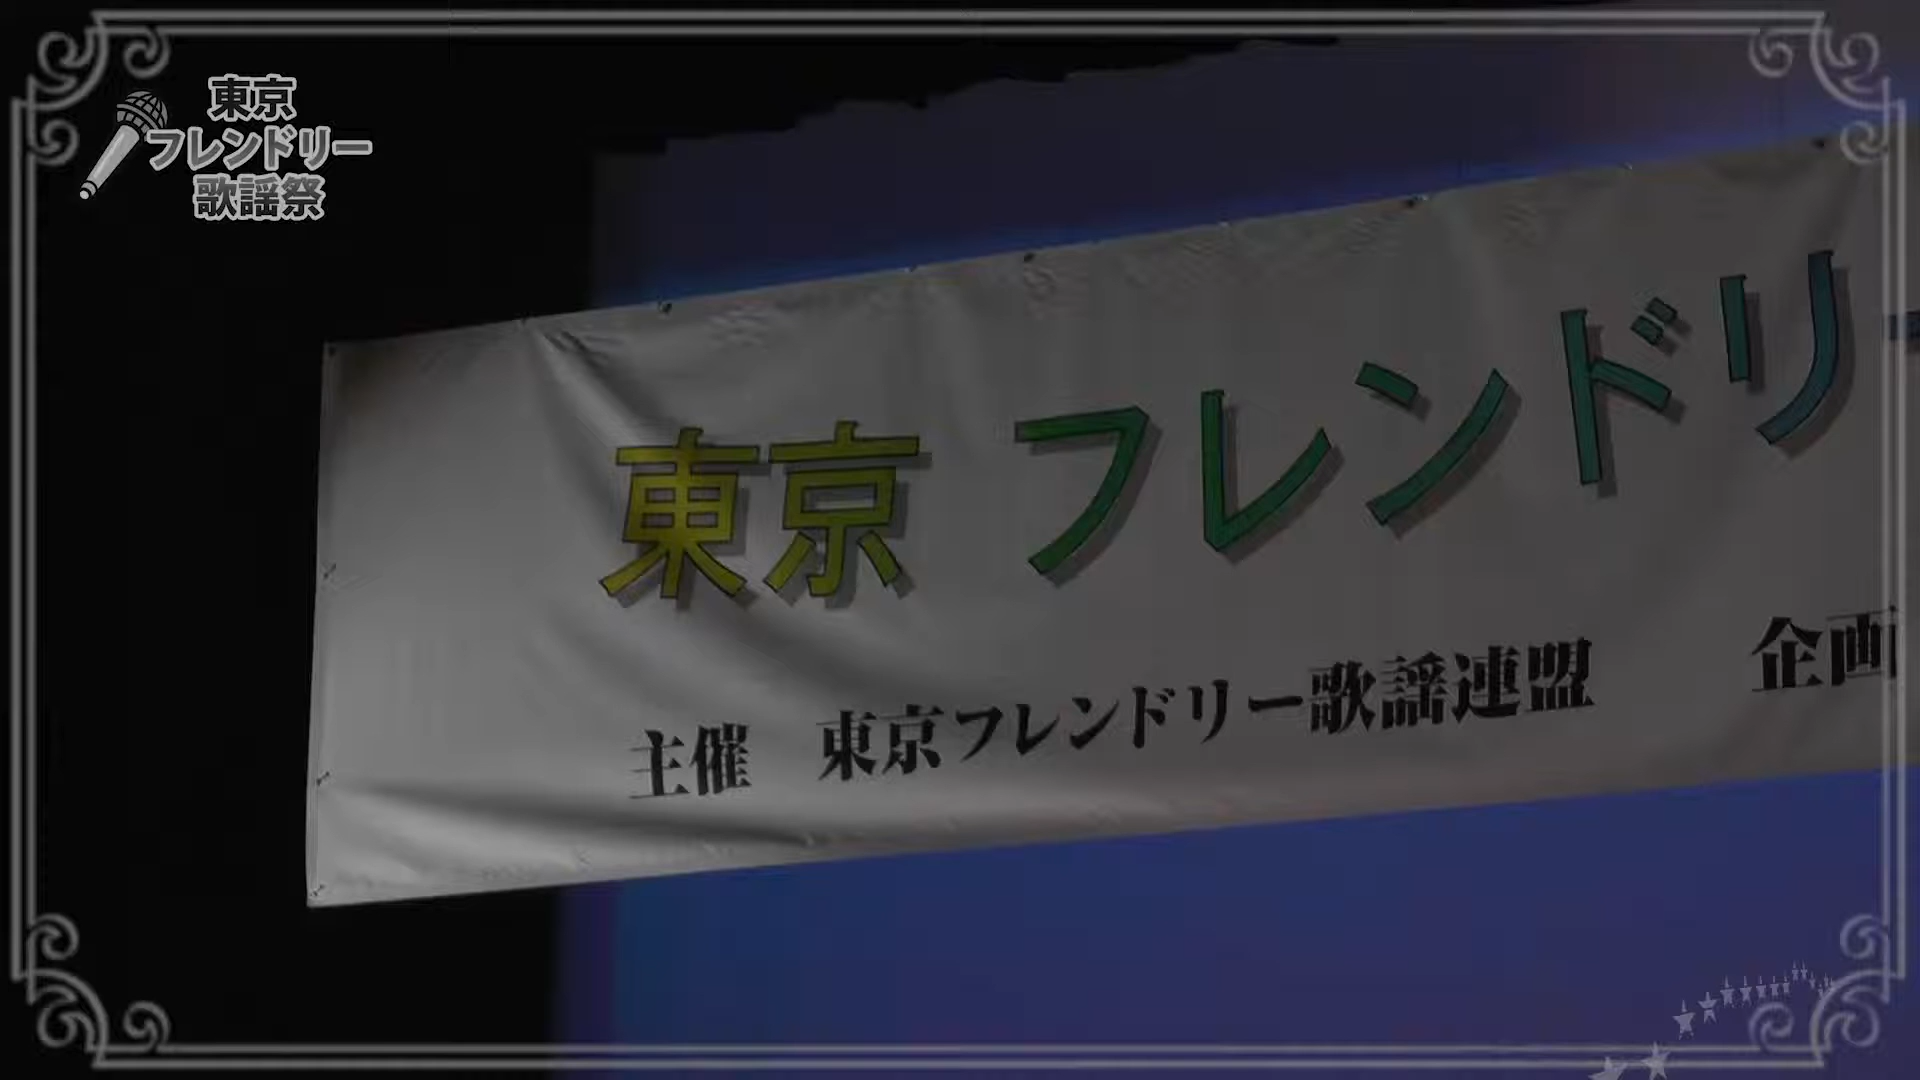 東京
フレンドリー
歌謡祭
東京 フレンドリー
主催 東京フレンドリー歌謡連盟 企画